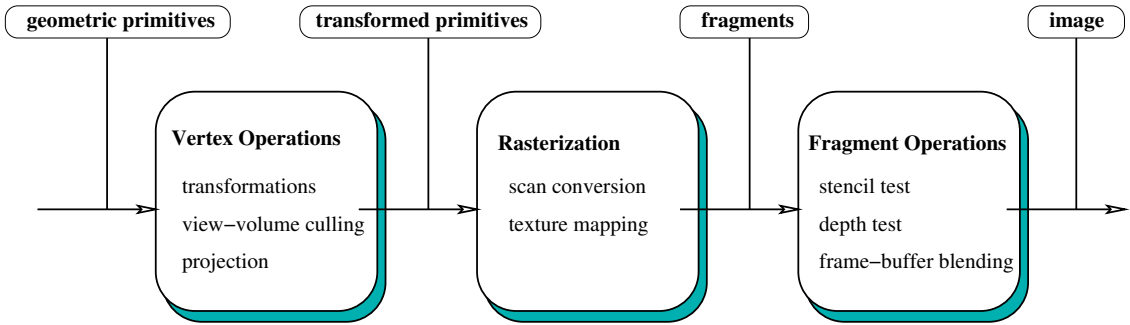 geometric primitives
transformed primitives
fragments
image
Vertex Operations
transformations
view−volume culling
projection
Rasterization
scan conversion
texture mapping
Fragment Operations
stencil test
depth test
frame−buffer blending